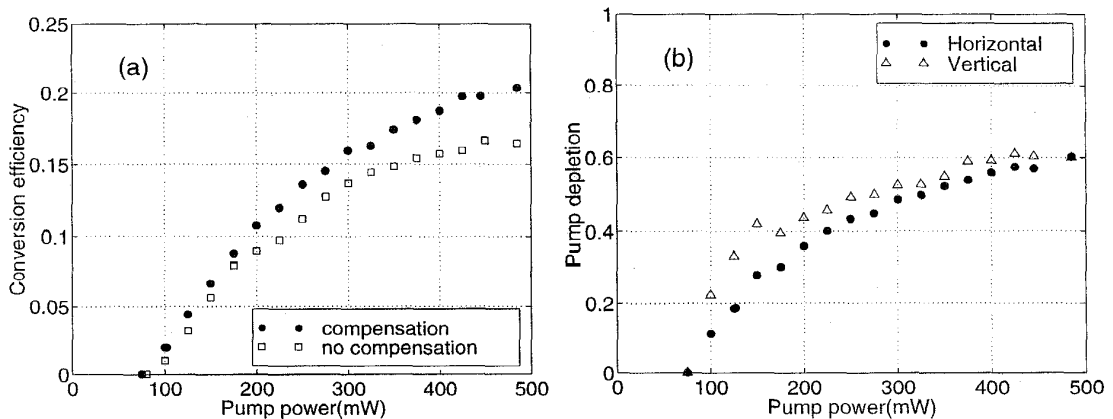 0.25
(a)
0.2
0.15
0.1
0.05
0
Conversion efficiency
compensation
no compensation
0 100 200 300 400 500
Pump power(mW)
1
(b)
Horizontal
Vertical
0.8
0.6
0.4
0.2
0
Pump depletion
0 100 200 300 400 500
Pump power(mW)